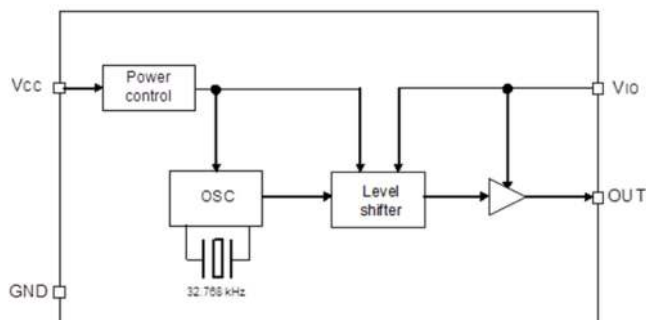 Power
control
VCC
VIO
OSC
Level
shifter
OUT
GND
32.768 kHz